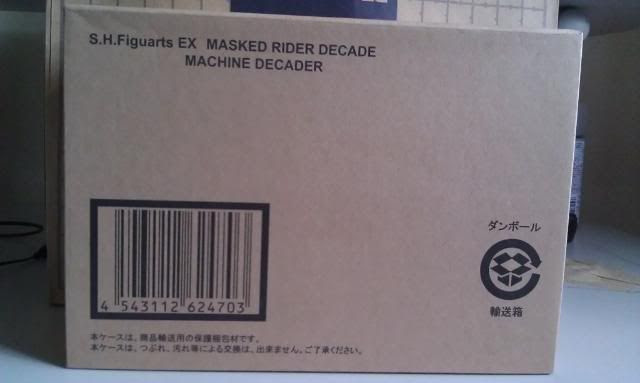 S.H.Figuarts EX MASKED RIDER DECADE
MACHINE DECADER
ダンボール
輸送箱
4 543112 624703
本ケースは、商品輸送用の保護梱包材です。
本ケースは、つぶれ、汚れ等による交換は、出来ません。ご了承ください。